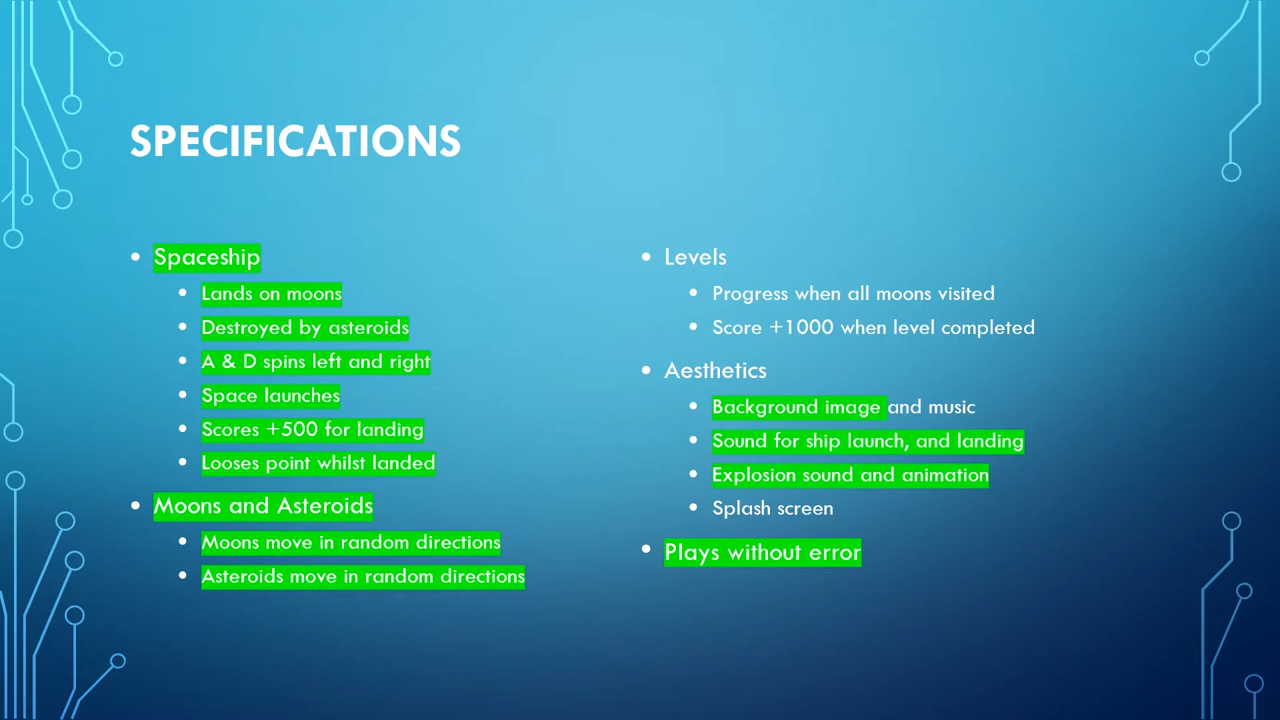 SPECIFICATIONS
• Spaceship
• Lands on moons
• Destroyed by asteroids
• A & D spins left and right
• Space launches
• Scores +500 for landing
• Looses point whilst landed
• Moons and Asteroids
• Moons move in random directions
• Asteroids move in random directions
• Levels
• Progress when all moons visited
• Score +1000 when level completed
• Aesthetics
• Background image and music
• Sound for ship launch, and landing
• Explosion sound and animation
• Splash screen
• Plays without error